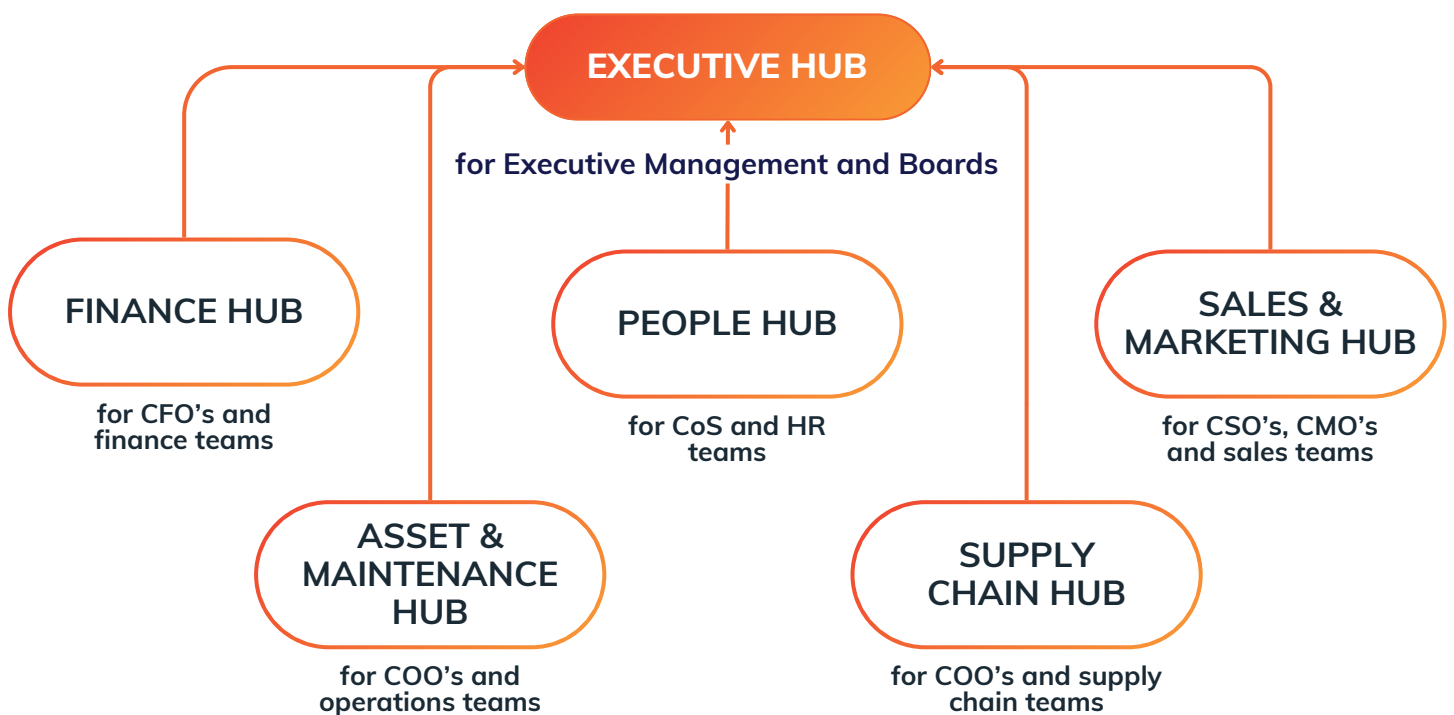 EXECUTIVE HUB
for Executive Management and Boards
FINANCE HUB
for CFO’s and
finance teams
PEOPLE HUB
for CoS and HR
teams
SALES &
MARKETING HUB
for CSO’s, CMO’s
and sales teams
ASSET &
MAINTENANCE
HUB
for COO’s and
operations teams
SUPPLY
CHAIN HUB
for COO’s and supply
chain teams